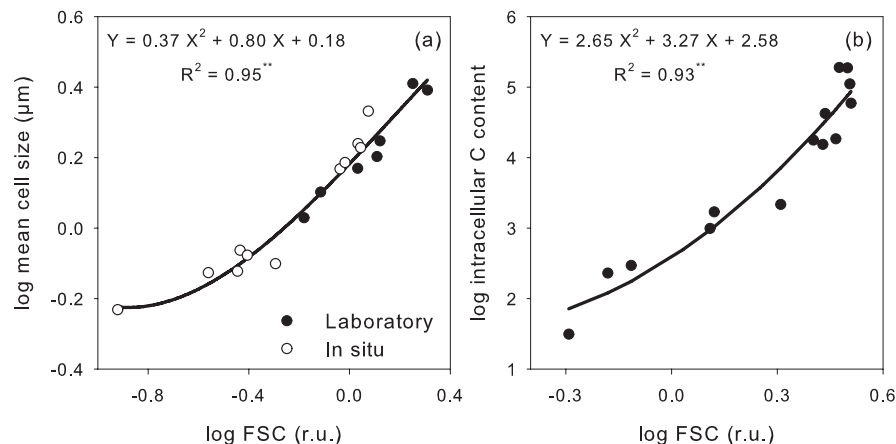 Y = 0.37 X² + 0.80 X + 0.18
(a)
R² = 0.95**
log mean cell size (µm)
0.6
0.4
0.2
0.0
-0.2
-0.4
Laboratory
In situ
-0.8
-0.4
0.0
0.4
log FSC (r.u.)
Y = 2.65 X² + 3.27 X + 2.58
(b)
R² = 0.93**
log intracellular C content
6
5
4
3
2
1
-0.3
0.0
0.3
0.6
log FSC (r.u.)